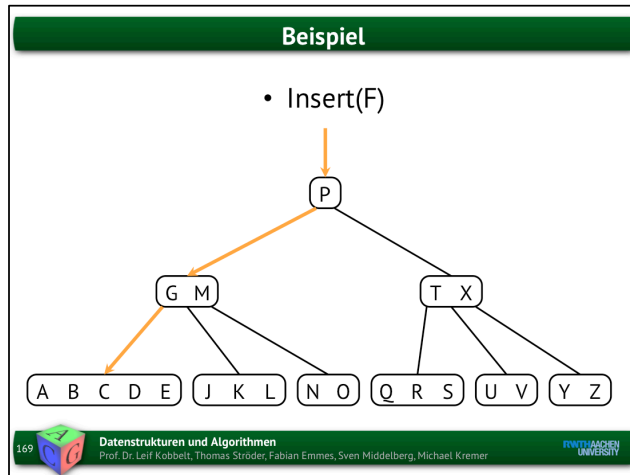 Beispiel
• Insert(F)
P
G M T X
A B C D E J K L N O Q R S U V Y Z
169 A C G Datenstrukturen und Algorithmen RWTHAACHEN
Prof. Dr. Leif Kobbelt, Thomas Ströder, Fabian Emmes, Sven Middelberg, Michael Kremer UNIVERSITY